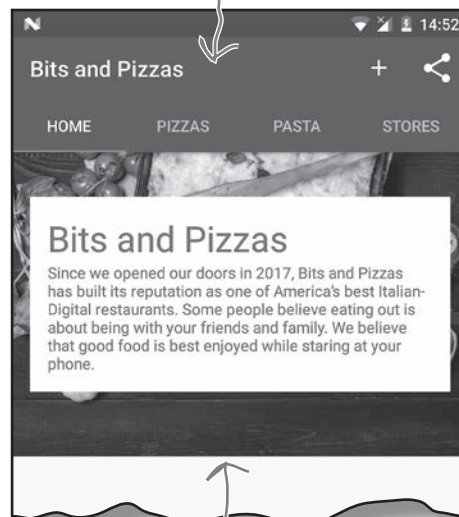 14:52
Bits and Pizzas
HOME PIZZAS PASTA STORES
Bits and Pizzas
Since we opened our doors in 2017, Bits and Pizzas
has built its reputation as one of America's best Italian-
Digital restaurants. Some people believe eating out is
about being with your friends and family. We believe
that good food is best enjoyed while staring at your
phone.